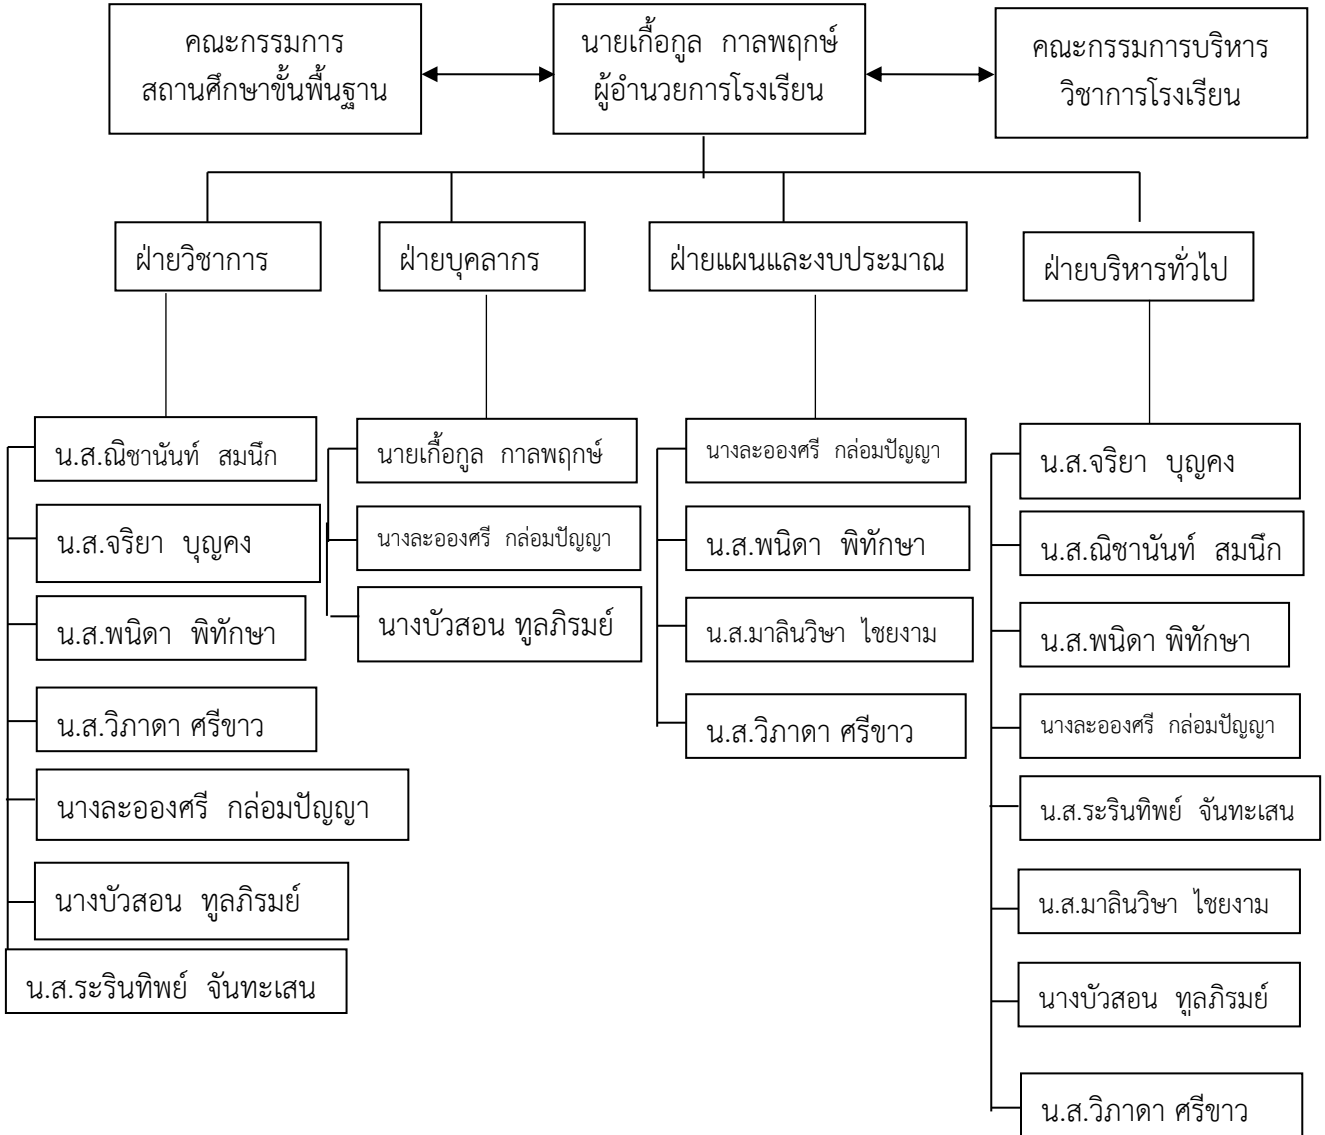 คณะกรรมการ
สถานศึกษาขั้นพื้นฐาน
นายเกื้อกูล กาลพฤกษ์
ผู้อำนวยการโรงเรียน
คณะกรรมการบริหาร
วิชาการโรงเรียน
ฝ่ายวิชาการ
ฝ่ายบุคลากร
ฝ่ายแผนและงบประมาณ
ฝ่ายบริหารทั่วไป
น.ส.ณิชานันท์ สมนึก
น.ส.จริยา บุญคง
น.ส.พนิดา พิทักษา
น.ส.วิภาดา ศรีขาว
นางละอองศรี กล่อมปัญญา
นางบัวสอน ทูลภิรมย์
น.ส.ระรินทิพย์ จันทะเสน
นายเกื้อกูล กาลพฤกษ์
นางละอองศรี กล่อมปัญญา
นางบัวสอน ทูลภิรมย์
นางละอองศรี กล่อมปัญญา
น.ส.พนิดา พิทักษา
น.ส.มาลินวิษา ไชยงาม
น.ส.วิภาดา ศรีขาว
น.ส.จริยา บุญคง
น.ส.ณิชานันท์ สมนึก
น.ส.พนิดา พิทักษา
นางละอองศรี กล่อมปัญญา
น.ส.ระรินทิพย์ จันทะเสน
น.ส.มาลินวิษา ไชยงาม
นางบัวสอน ทูลภิรมย์
น.ส.วิภาดา ศรีขาว